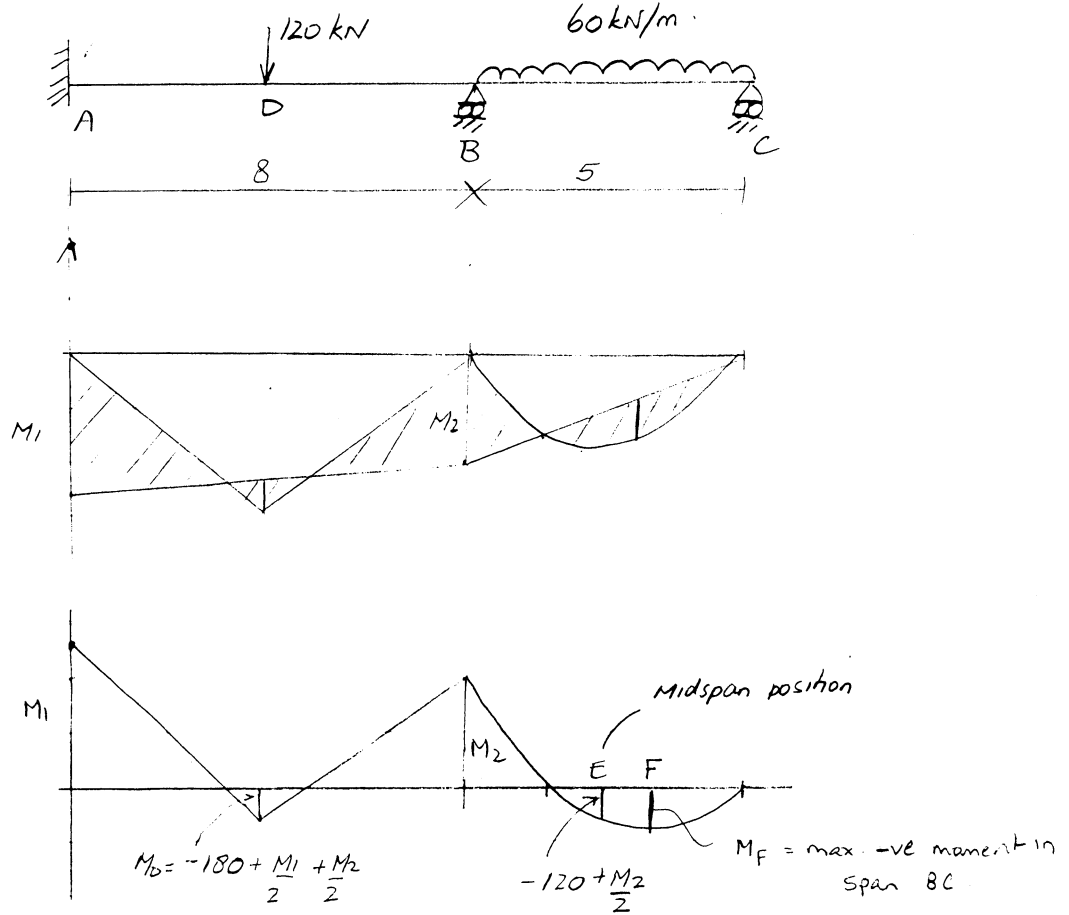 120 kN
60 kN/m.
A
D
B
C
8
5
M1
M2
M1
M2
Midspan position
E
F
MD = -180 + M1/2 + M2/2
-120 + M2/2
MF = max. -ve moment in
span BC